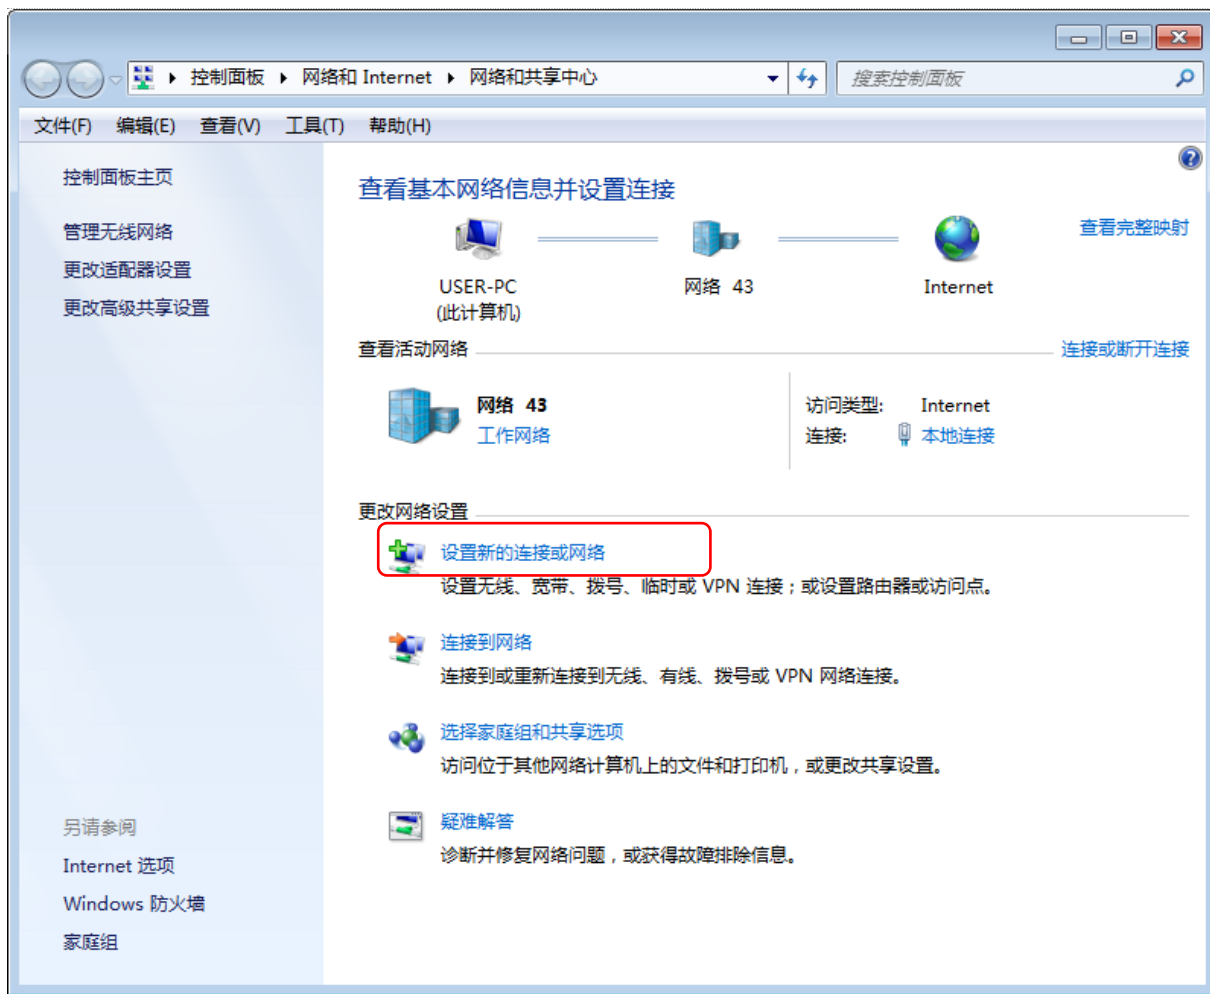 控制面板 ▸ 网络和 Internet ▸ 网络和共享中心
搜索控制面板
文件(F) 编辑(E) 查看(V) 工具(T) 帮助(H)
控制面板主页
管理无线网络
更改适配器设置
更改高级共享设置
另请参阅
Internet 选项
Windows 防火墙
家庭组
查看基本网络信息并设置连接
查看完整映射
USER-PC
(此计算机)
网络 43
Internet
查看活动网络
连接或断开连接
网络 43
工作网络
访问类型: Internet
连接: 本地连接
更改网络设置
设置新的连接或网络
设置无线、宽带、拨号、临时或 VPN 连接；或设置路由器或访问点。
连接到网络
连接到或重新连接到无线、有线、拨号或 VPN 网络连接。
选择家庭组和共享选项
访问位于其他网络计算机上的文件和打印机，或更改共享设置。
疑难解答
诊断并修复网络问题，或获得故障排除信息。